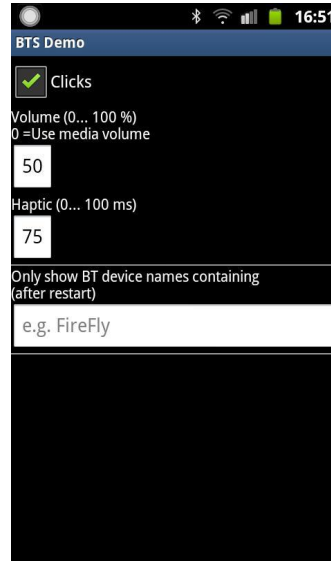 16:51
BTS Demo
Clicks
Volume (0... 100 %)
0 =Use media volume
50
Haptic (0... 100 ms)
75
Only show BT device names containing
(after restart)
e.g. FireFly